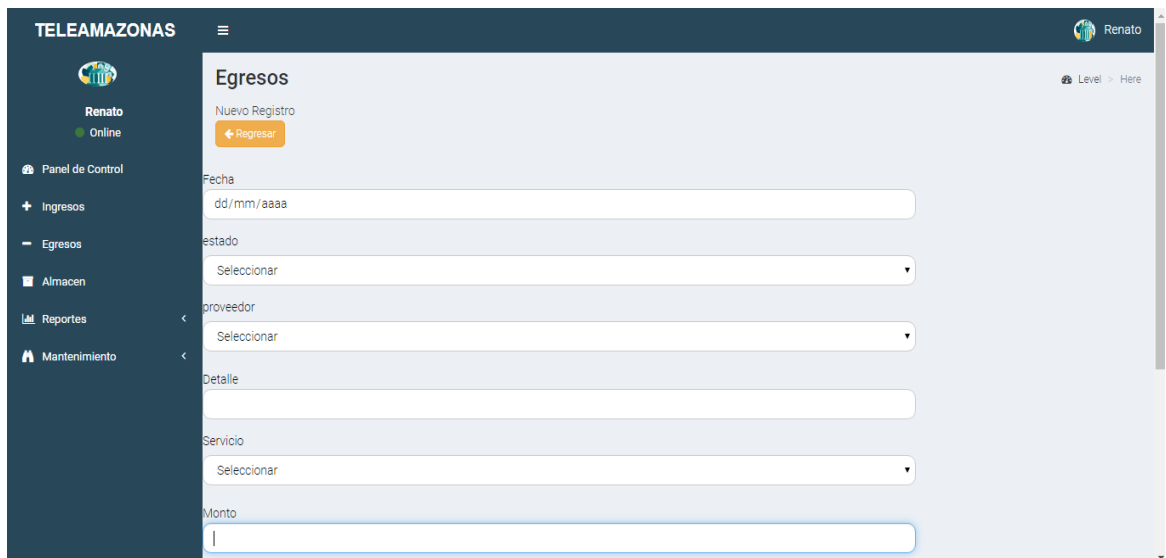 TELEAMAZONAS
Renato
Renato
Online
Panel de Control
Ingresos
Egresos
Almacen
Reportes
Mantenimiento
Egresos
Level > Here
Nuevo Registro
Regresar
Fecha
dd/mm/aaaa
estado
Seleccionar
proveedor
Seleccionar
Detalle
Servicio
Seleccionar
Monto